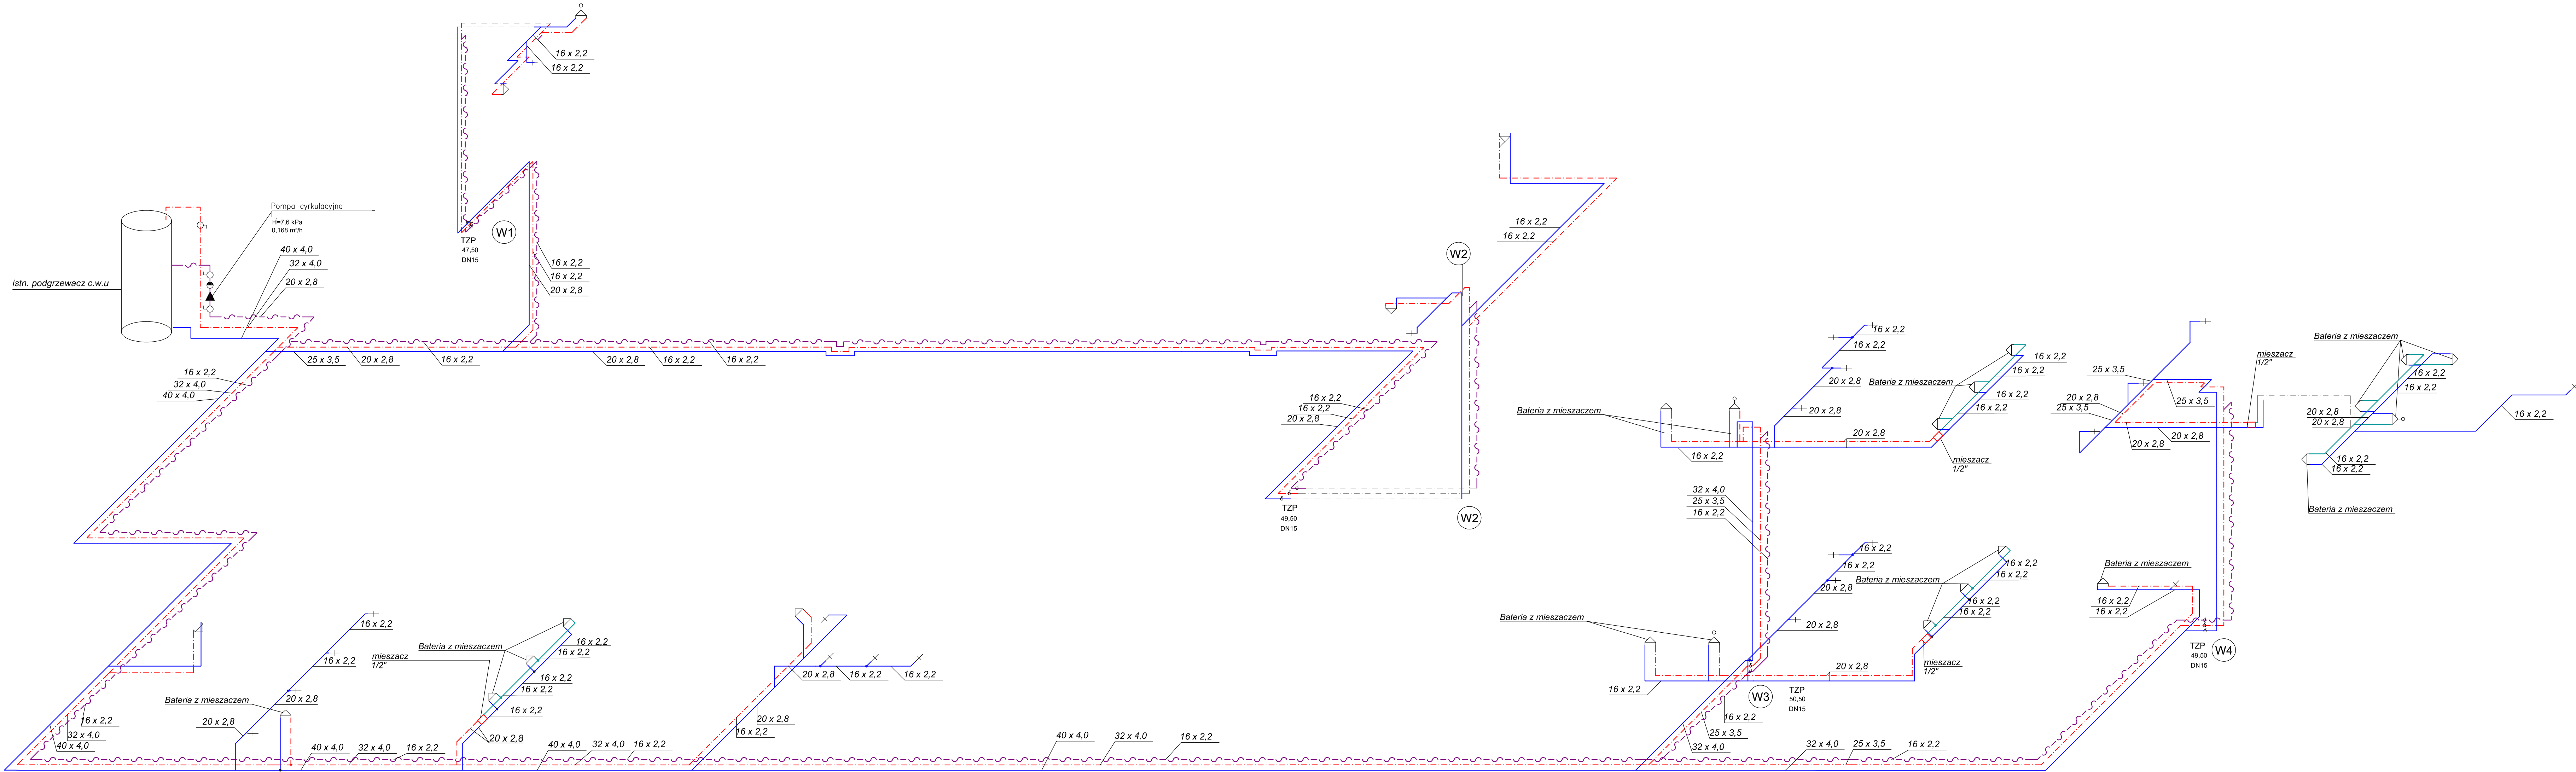 16 x 2,2
16 x 2,2
Pompa cyrkulacyjna
H=7,6 kPa
0,168 m³/h
40 x 4,0
32 x 4,0
20 x 2,8
istn. podgrzewacz c.w.u
TZP
47,50
DN15
W1
16 x 2,2
16 x 2,2
20 x 2,8
25 x 3,5
20 x 2,8
16 x 2,2
20 x 2,8
16 x 2,2
16 x 2,2
16 x 2,2
32 x 4,0
40 x 4,0
W2
16 x 2,2
16 x 2,2
16 x 2,2
16 x 2,2
20 x 2,8
TZP
49,50
DN15
W2
16 x 2,2
16 x 2,2
20 x 2,8
20 x 2,8
20 x 2,8
16 x 2,2
Bateria z mieszaczem
Bateria z mieszaczem
16 x 2,2
16 x 2,2
16 x 2,2
16 x 2,2
mieszacz
1/2"
32 x 4,0
25 x 3,5
16 x 2,2
16 x 2,2
16 x 2,2
20 x 2,8
20 x 2,8
20 x 2,8
16 x 2,2
Bateria z mieszaczem
Bateria z mieszaczem
16 x 2,2
16 x 2,2
16 x 2,2
16 x 2,2
mieszacz
1/2"
W3
TZP
50,50
DN15
16 x 2,2
25 x 3,5
32 x 4,0
25 x 3,5
20 x 2,8
25 x 3,5
25 x 3,5
20 x 2,8
20 x 2,8
mieszacz
1/2"
Bateria z mieszaczem
16 x 2,2
16 x 2,2
20 x 2,8
20 x 2,8
16 x 2,2
16 x 2,2
16 x 2,2
Bateria z mieszaczem
Bateria z mieszaczem
16 x 2,2
16 x 2,2
TZP
49,50
DN15
W4
16 x 2,2
32 x 4,0
40 x 4,0
Bateria z mieszaczem
20 x 2,8
16 x 2,2
16 x 2,2
20 x 2,8
mieszacz
1/2"
Bateria z mieszaczem
16 x 2,2
16 x 2,2
16 x 2,2
16 x 2,2
16 x 2,2
20 x 2,8
20 x 2,8
16 x 2,2
16 x 2,2
20 x 2,8
16 x 2,2
40 x 4,0
32 x 4,0
16 x 2,2
40 x 4,0
32 x 4,0
16 x 2,2
40 x 4,0
32 x 4,0
16 x 2,2
32 x 4,0
25 x 3,5
16 x 2,2